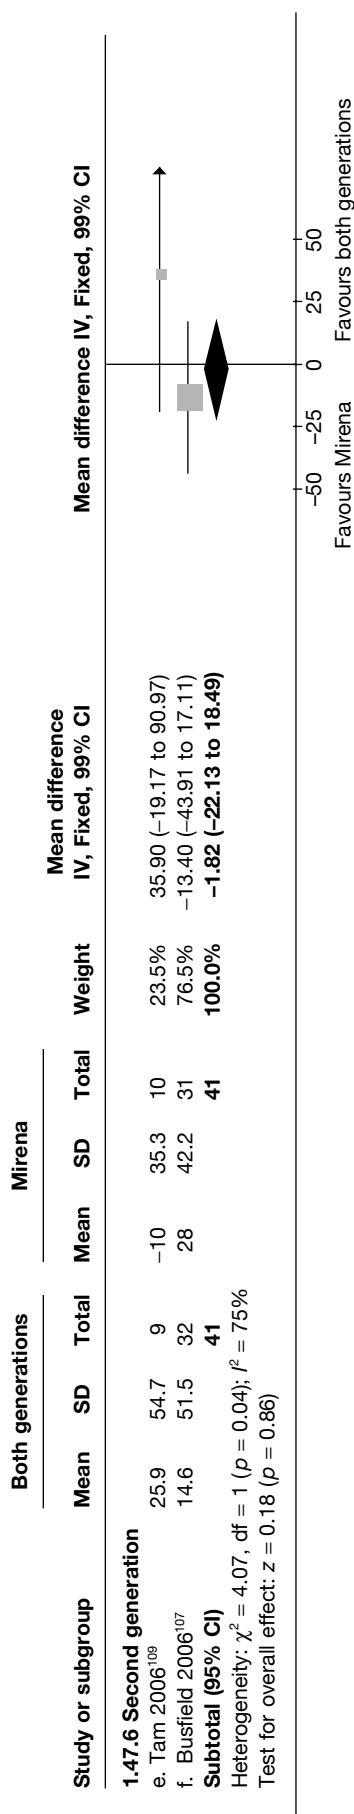 Both generations Mirena Mean difference
Study or subgroup Mean SD Total Mean SD Total Weight IV, Fixed, 99% CI Mean difference IV, Fixed, 99% CI
1.47.6 Second generation
e. Tam 2006109 25.9 54.7 9 −10 35.3 10 23.5% 35.90 (−19.17 to 90.97)
f. Busfield 2006107 14.6 51.5 32 28 42.2 31 76.5% −13.40 (−43.91 to 17.11)
Subtotal (95% CI) 41 41 100.0% −1.82 (−22.13 to 18.49)
Heterogeneity: χ2 = 4.07, df = 1 (p = 0.04); I2 = 75%
Test for overall effect: z = 0.18 (p = 0.86)
−50 −25 0 25 50
Favours Mirena Favours both generations